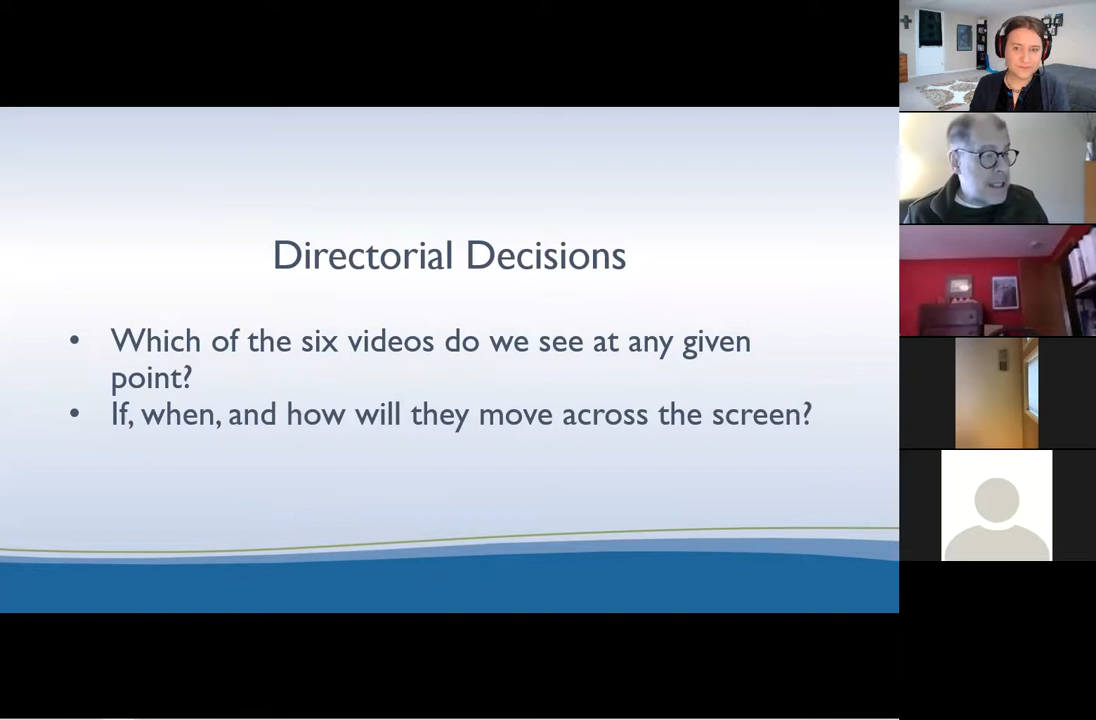 Directorial Decisions
• Which of the six videos do we see at any given
point?
• If, when, and how will they move across the screen?